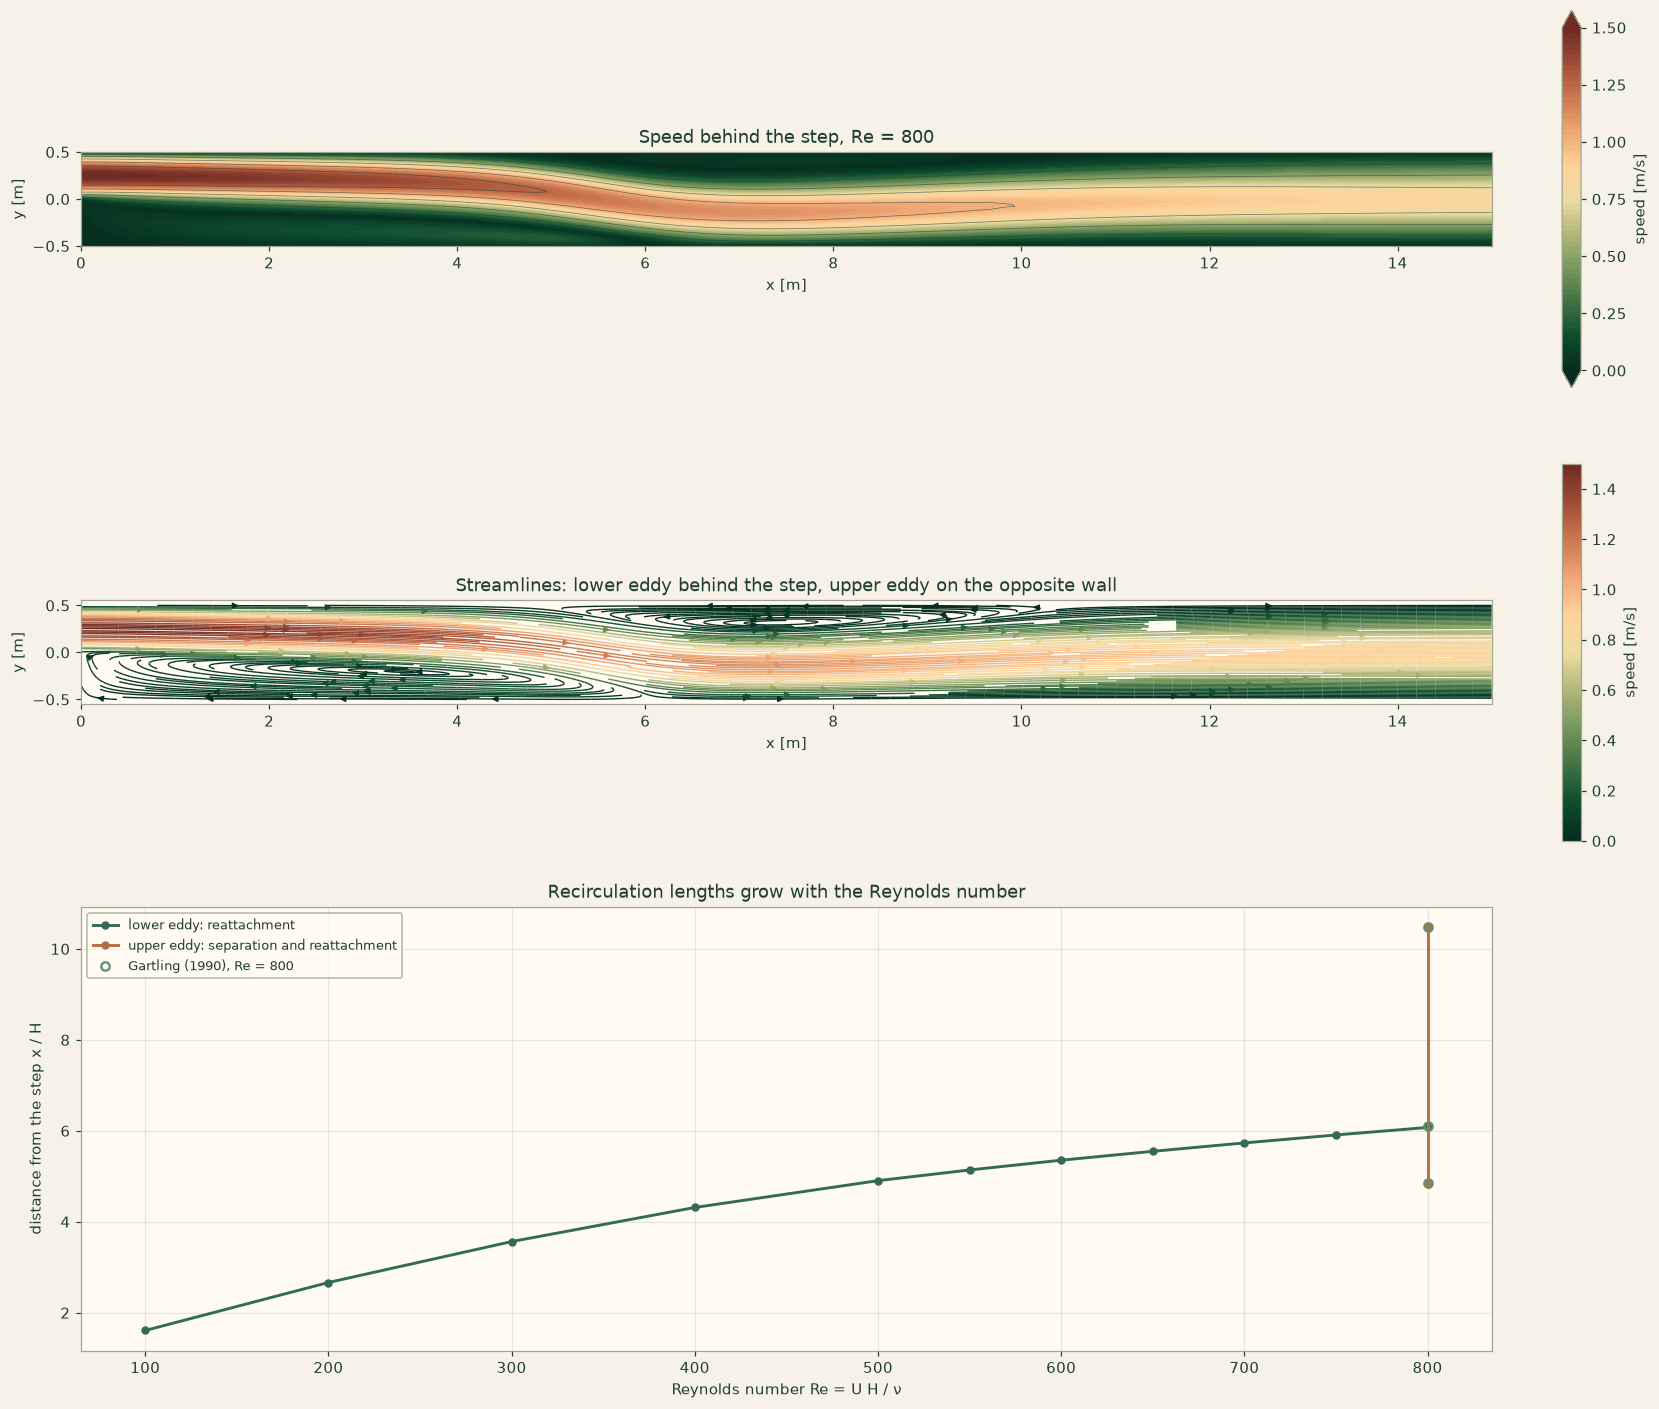 Speed behind the step, Re = 800
0.5
0.0
−0.5
y [m]
0 2 4 6 8 10 12 14
x [m]
1.50
1.25
1.00
0.75
0.50
0.25
0.00
speed [m/s]
Streamlines: lower eddy behind the step, upper eddy on the opposite wall
0.5
0.0
−0.5
y [m]
0 2 4 6 8 10 12 14
x [m]
1.4
1.2
1.0
0.8
0.6
0.4
0.2
0.0
speed [m/s]
Recirculation lengths grow with the Reynolds number
lower eddy: reattachment
upper eddy: separation and reattachment
Gartling (1990), Re = 800
10
8
6
4
2
distance from the step x / H
100 200 300 400 500 600 700 800
Reynolds number Re = U H / ν